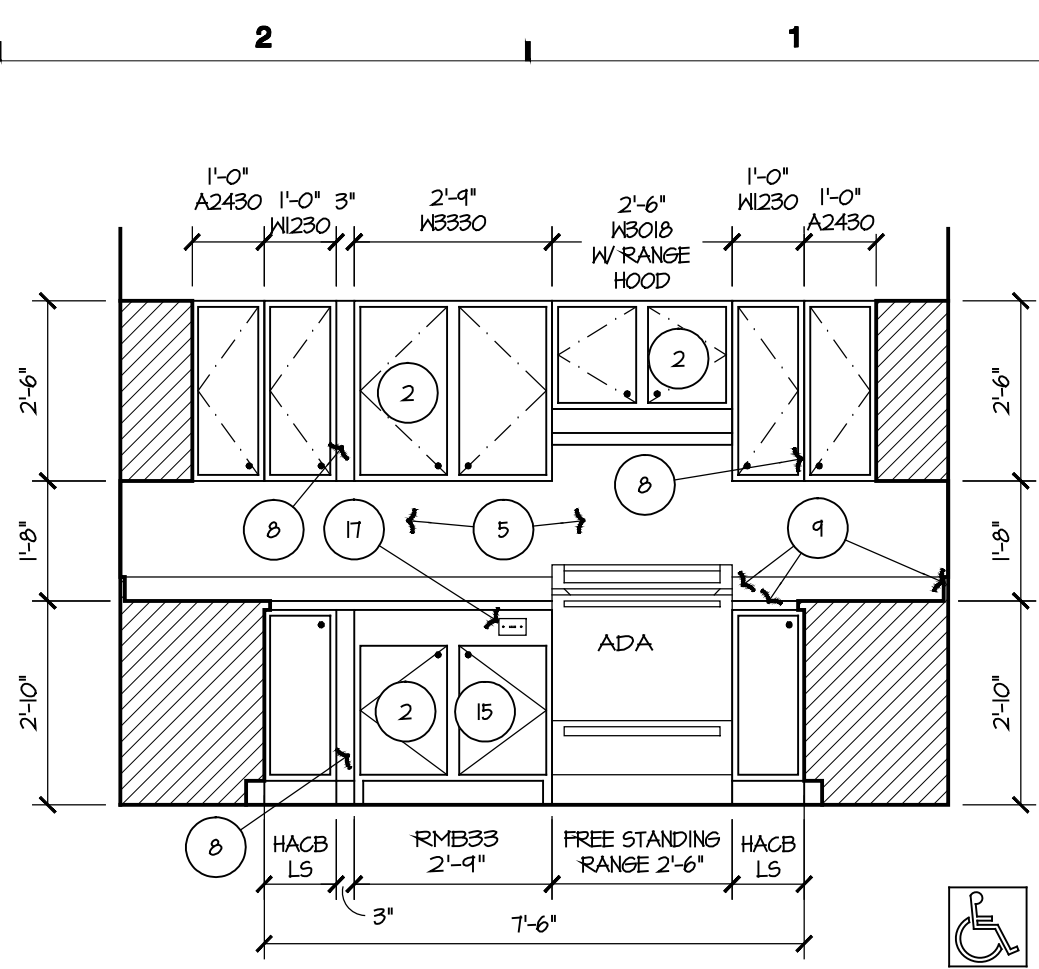 2 1
1'-0"
A2430
1'-0"
W1230
3"
2'-9"
W3330
2'-6"
W3018
W/ RANGE
HOOD
1'-0"
W1230
1'-0"
A2430
2'-6"
2
2
2'-6"
8
1'-8"
8
17
5
9
1'-8"
ADA
2'-10"
2
15
2'-10"
8
HACB
LS
RMB33
2'-9"
FREE STANDING
RANGE 2'-6"
HACB
LS
3"
7'-6"